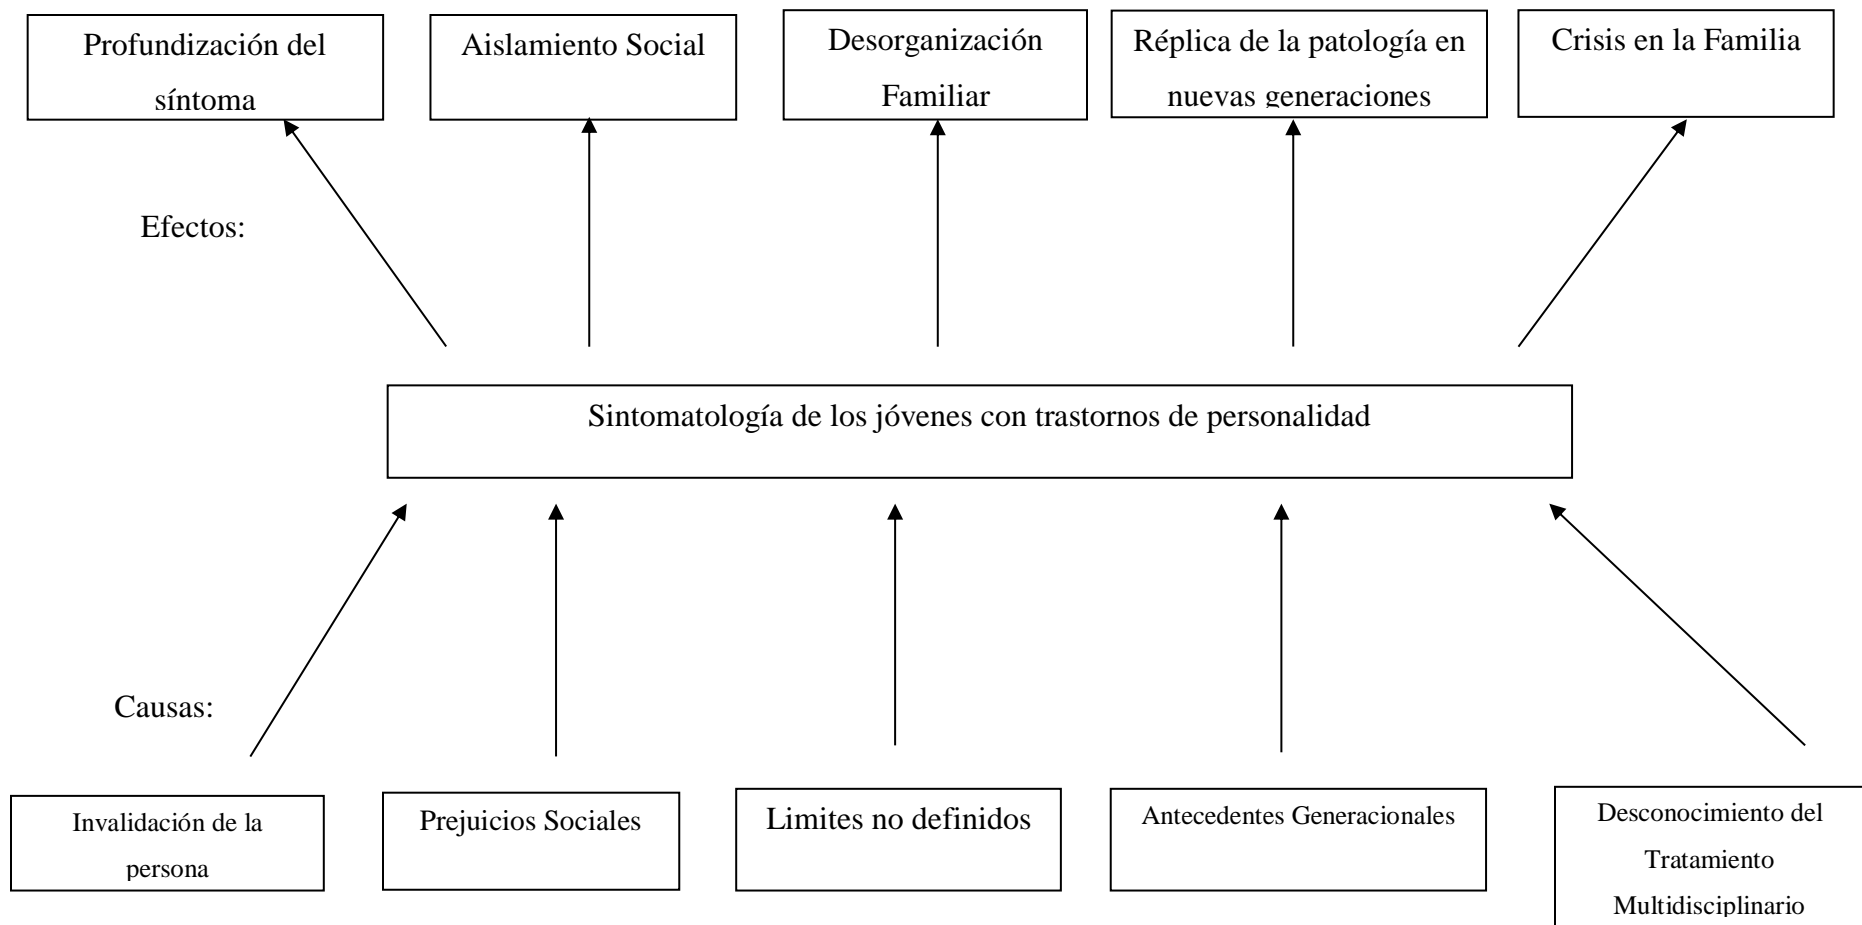 Profundización del
síntoma
Aislamiento Social
Desorganización
Familiar
Réplica de la patología en
nuevas generaciones
Crisis en la Familia
Efectos:
Sintomatología de los jóvenes con trastornos de personalidad
Causas:
Invalidación de la
persona
Prejuicios Sociales
Limites no definidos
Antecedentes Generacionales
Desconocimiento del
Tratamiento
Multidisciplinario